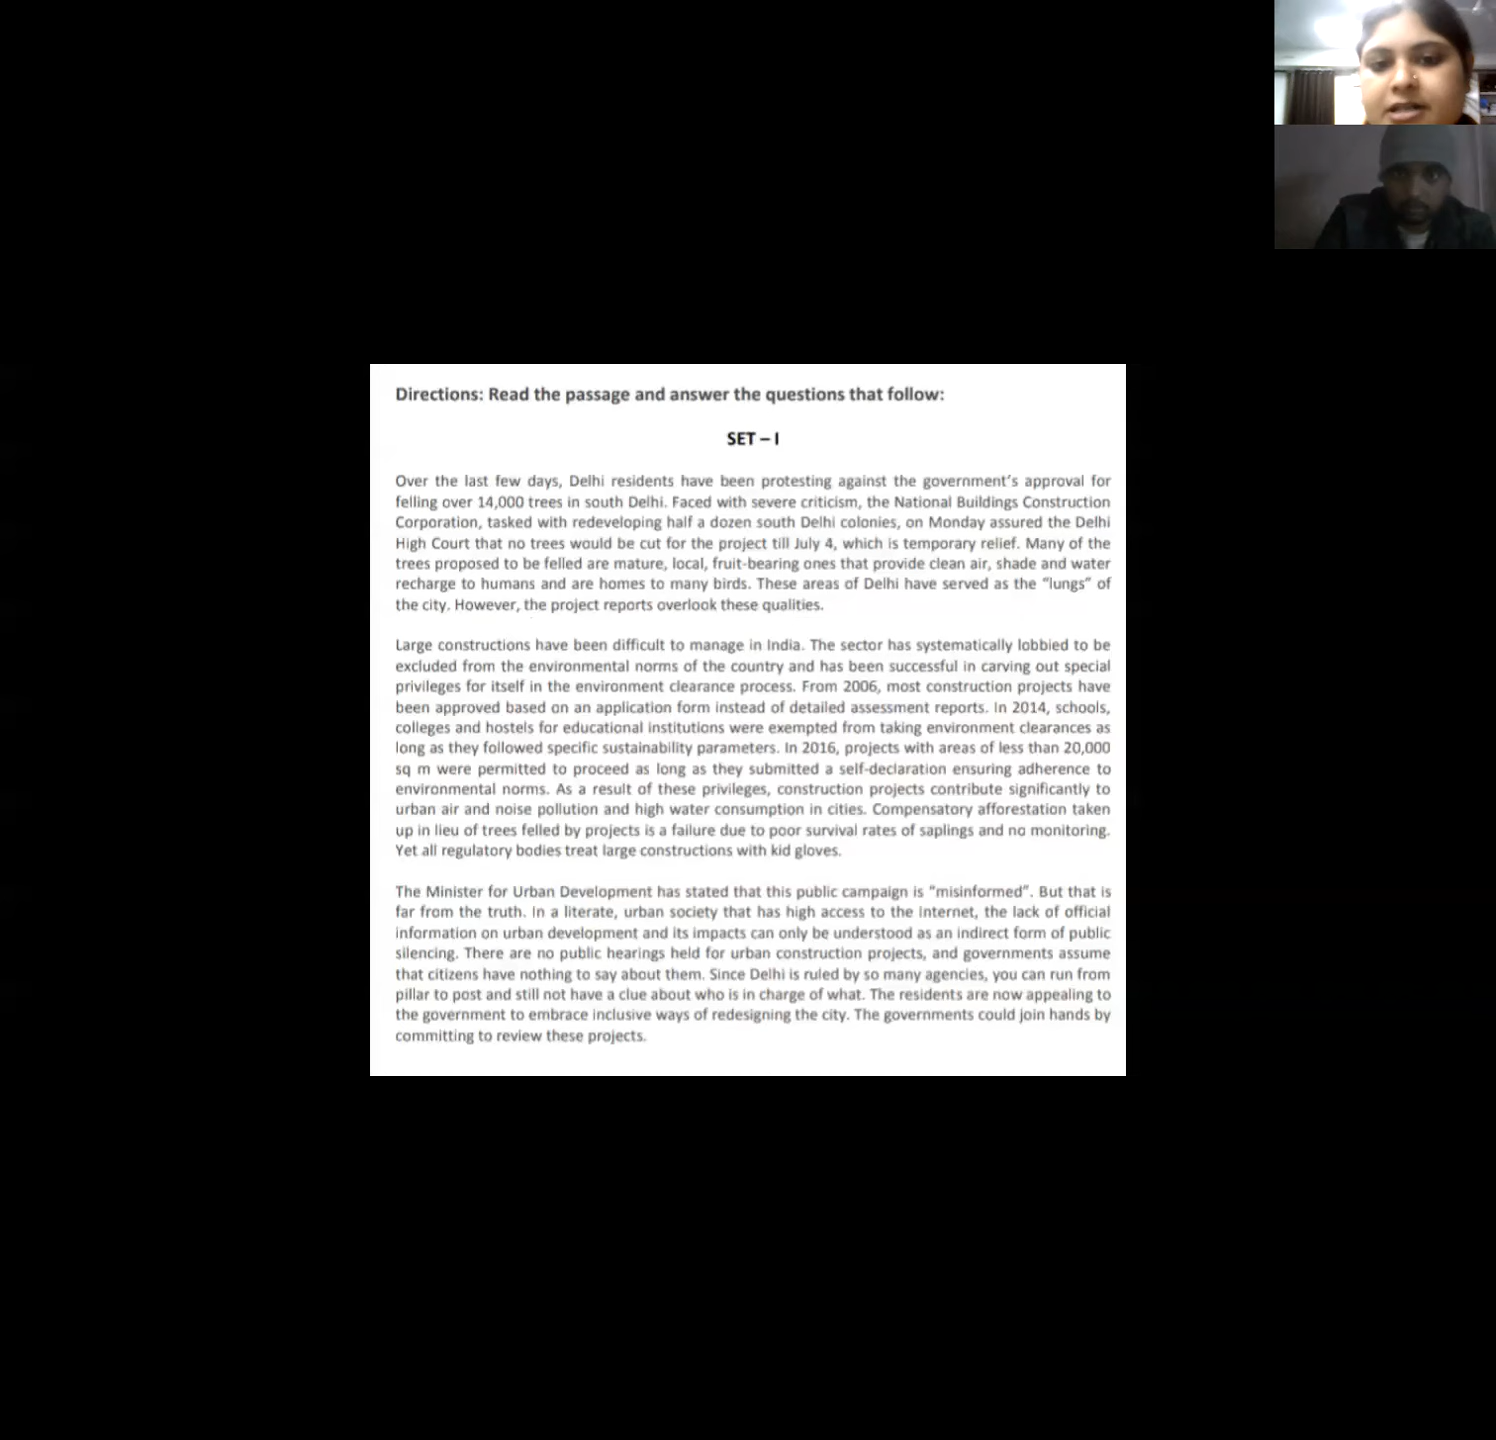 Directions: Read the passage and answer the questions that follow:
SET – I
Over the last few days, Delhi residents have been protesting against the government's approval for
felling over 14,000 trees in south Delhi. Faced with severe criticism, the National Buildings Construction
Corporation, tasked with redeveloping half a dozen south Delhi colonies, on Monday assured the Delhi
High Court that no trees would be cut for the project till July 4, which is temporary relief. Many of the
trees proposed to be felled are mature, local, fruit-bearing ones that provide clean air, shade and water
recharge to humans and are homes to many birds. These areas of Delhi have served as the "lungs" of
the city. However, the project reports overlook these qualities.
Large constructions have been difficult to manage in India. The sector has systematically lobbied to be
excluded from the environmental norms of the country and has been successful in carving out special
privileges for itself in the environment clearance process. From 2006, most construction projects have
been approved based on an application form instead of detailed assessment reports. In 2014, schools,
colleges and hostels for educational institutions were exempted from taking environment clearances as
long as they followed specific sustainability parameters. In 2016, projects with areas of less than 20,000
sq m were permitted to proceed as long as they submitted a self-declaration ensuring adherence to
environmental norms. As a result of these privileges, construction projects contribute significantly to
urban air and noise pollution and high water consumption in cities. Compensatory afforestation taken
up in lieu of trees felled by projects is a failure due to poor survival rates of saplings and no monitoring.
Yet all regulatory bodies treat large constructions with kid gloves.
The Minister for Urban Development has stated that this public campaign is "misinformed". But that is
far from the truth. In a literate, urban society that has high access to the Internet, the lack of official
information on urban development and its impacts can only be understood as an indirect form of public
silencing. There are no public hearings held for urban construction projects, and governments assume
that citizens have nothing to say about them. Since Delhi is ruled by so many agencies, you can run from
pillar to post and still not have a clue about who is in charge of what. The residents are now appealing to
the government to embrace inclusive ways of redesigning the city. The governments could join hands by
committing to review these projects.